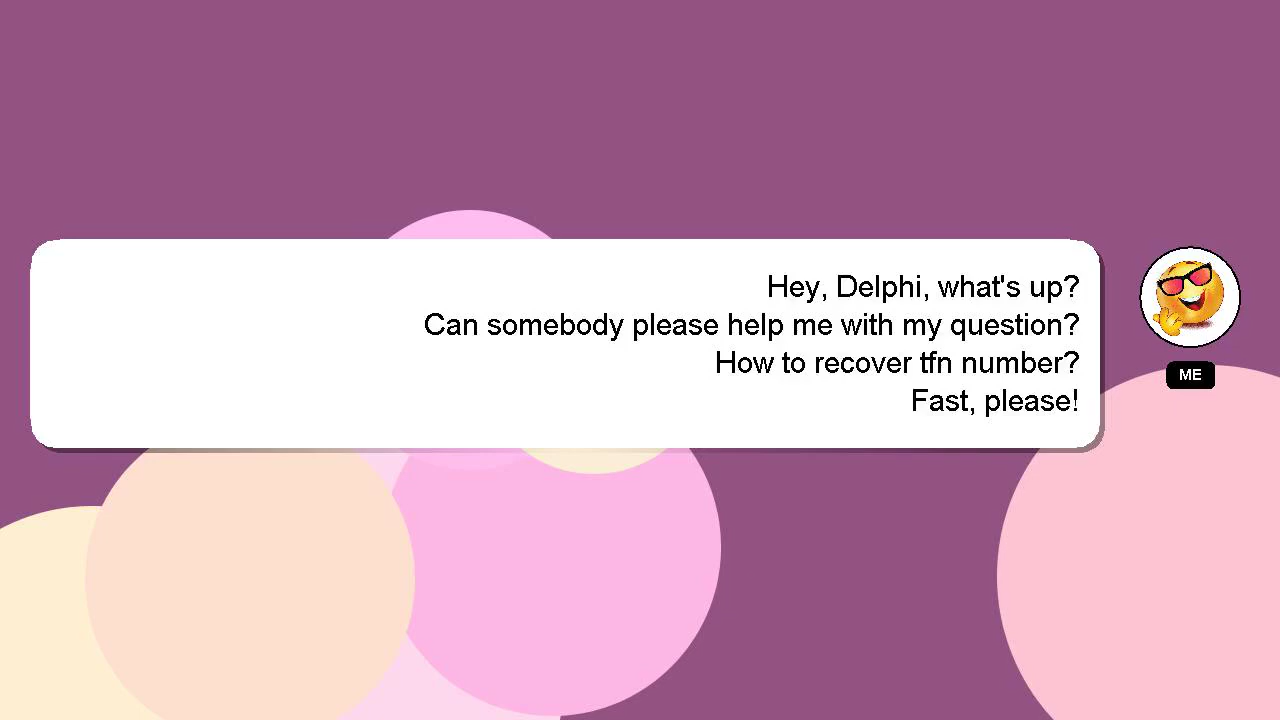 Hey, Delphi, what's up?
Can somebody please help me with my question?
How to recover tfn number?
Fast, please!
ME